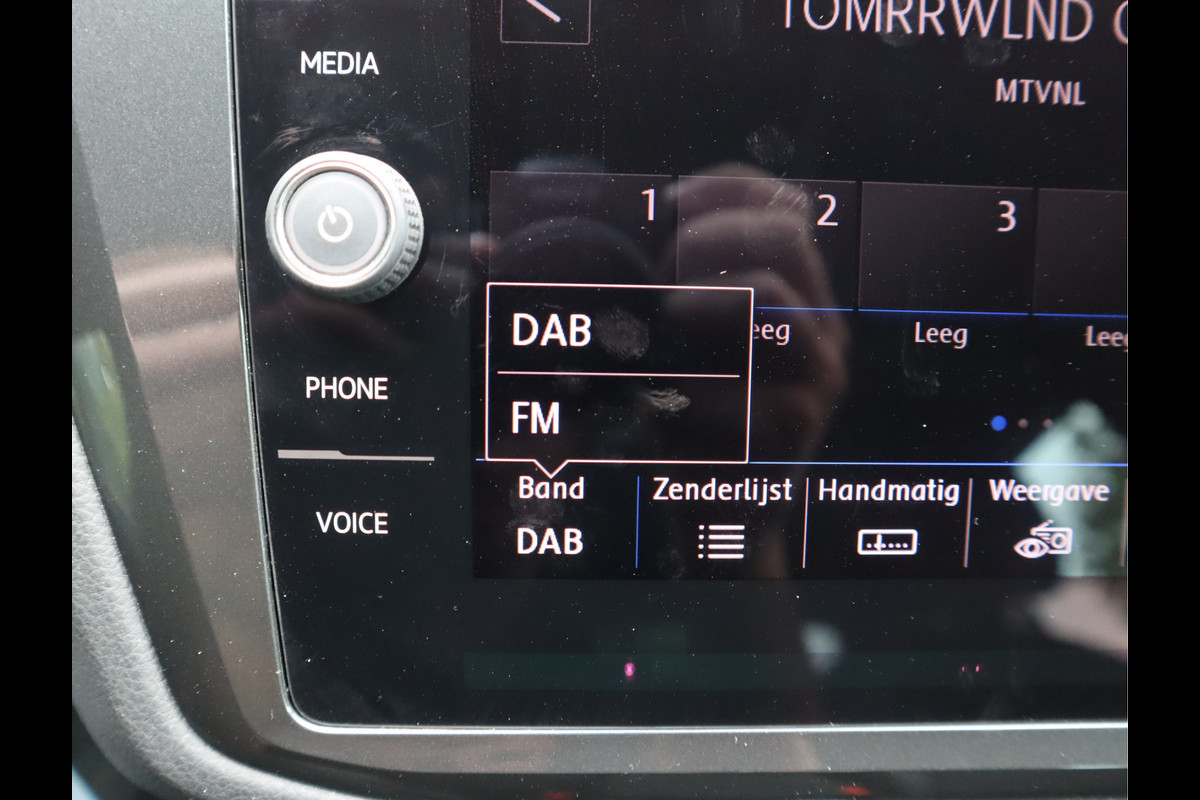 MEDIA
TOMRRWLND
MTVNL
1
2
3
Leeg
DAB
FM
PHONE
Band
Zenderlijst
Handmatig
Weergave
DAB
VOICE